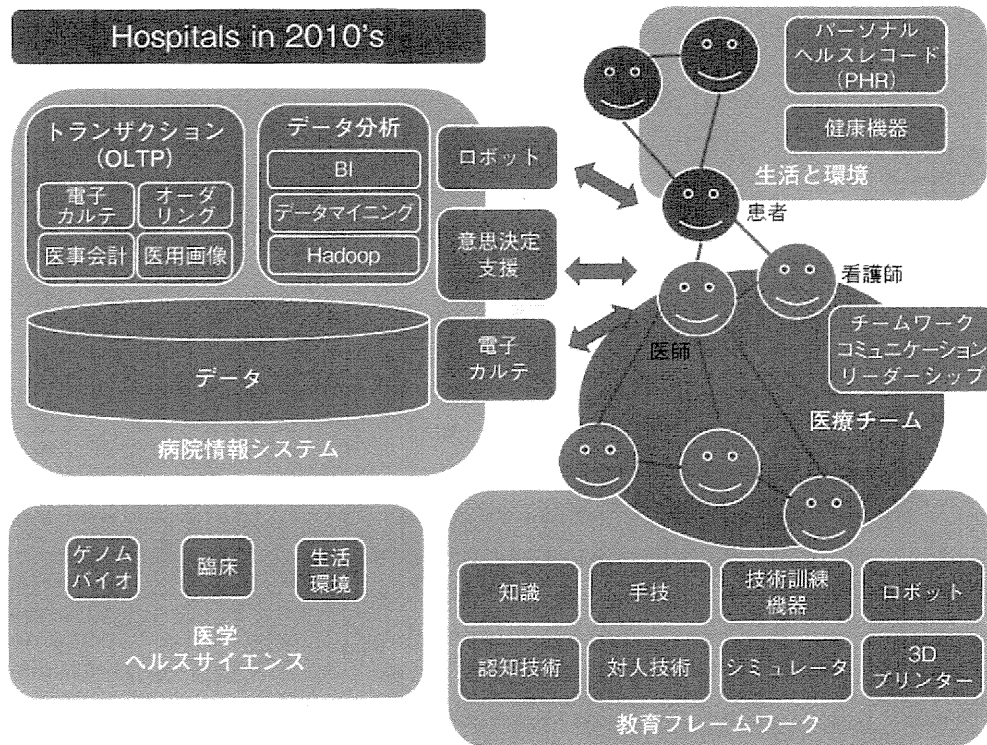 Hospitals in 2010's
トランザクション
(OLTP)
電子
カルテ
オーダ
リング
医事会計
医用画像
データ分析
BI
データマイニング
Hadoop
データ
病院情報システム
ロボット
意思決定
支援
電子
カルテ
パーソナル
ヘルスレコード
(PHR)
健康機器
生活と環境
患者
看護師
医師
チームワーク
コミュニケーション
リーダーシップ
医療チーム
ゲノム
バイオ
臨床
生活
環境
医学
ヘルスサイエンス
知識
手技
技術訓練
機器
ロボット
認知技術
対人技術
シミュレータ
3D
プリンター
教育フレームワーク